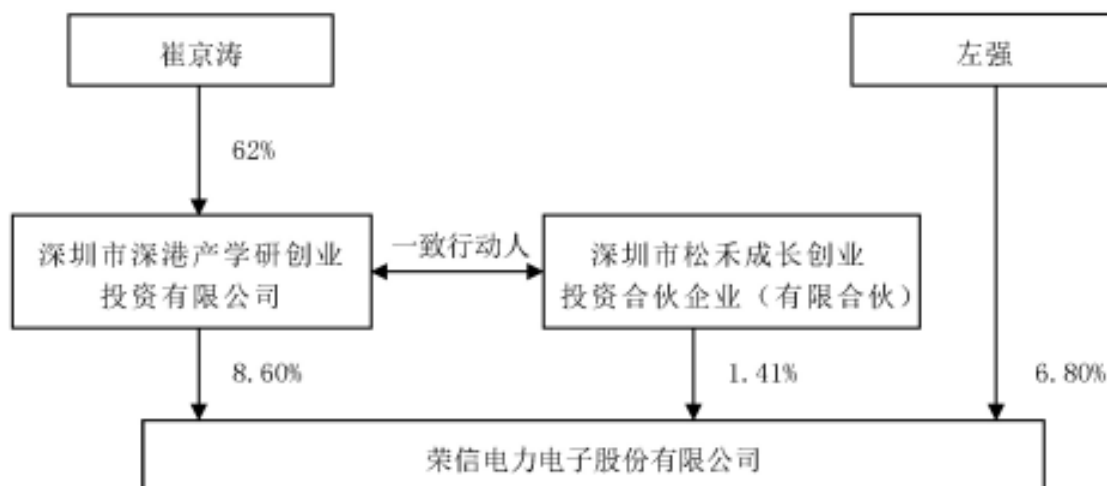 崔京涛
左强
62%
深圳市深港产学研创业
投资有限公司
一致行动人
深圳市松禾成长创业
投资合伙企业（有限合伙）
8.60%
1.41%
6.80%
荣信电力电子股份有限公司